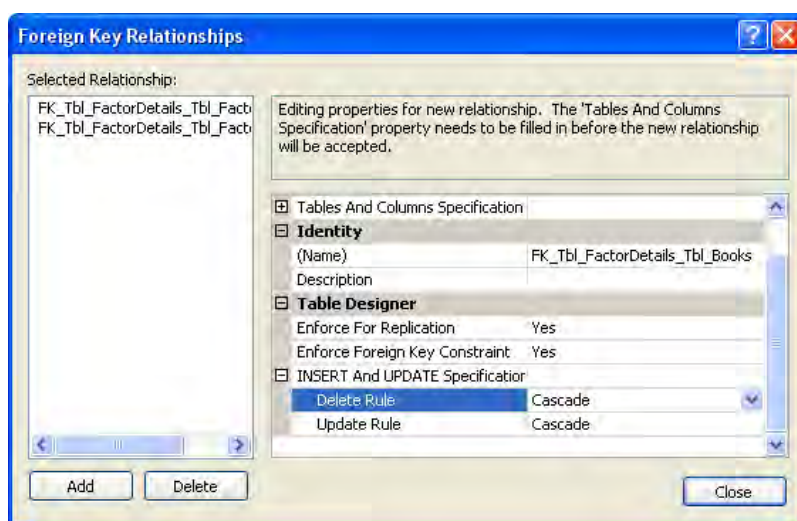 Foreign Key Relationships
Selected Relationship:
FK_Tbl_FactorDetails_Tbl_Facto
FK_Tbl_FactorDetails_Tbl_Facto
Editing properties for new relationship. The 'Tables And Columns
Specification' property needs to be filled in before the new relationship
will be accepted.
Tables And Columns Specification
Identity
(Name) FK_Tbl_FactorDetails_Tbl_Books
Description
Table Designer
Enforce For Replication Yes
Enforce Foreign Key Constraint Yes
INSERT And UPDATE Specification
Delete Rule Cascade
Update Rule Cascade
Add Delete
Close